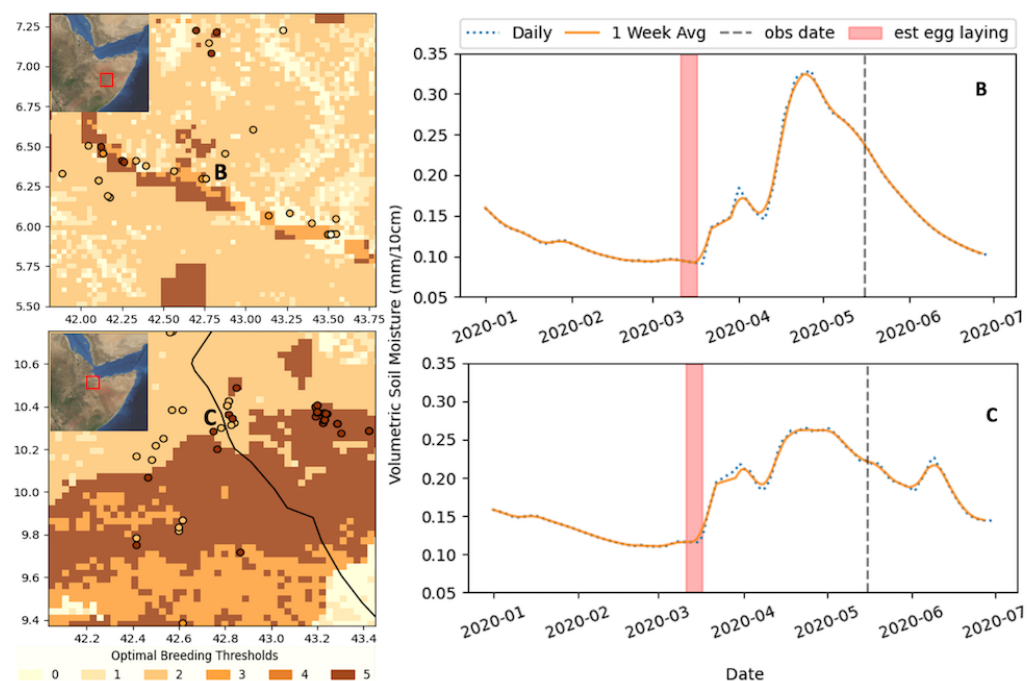 7.25
7.00
6.75
6.50
6.25
6.00
5.75
5.50
B
42.00 42.25 42.50 42.75 43.00 43.25 43.50 43.75
10.6
10.4
10.2
10.0
9.8
9.6
9.4
C
42.2 42.4 42.6 42.8 43.0 43.2 43.4
Optimal Breeding Thresholds
0 1 2 3 4 5
Daily 1 Week Avg obs date est egg laying
Volumetric Soil Moisture (mm/10cm)
0.35
0.30
0.25
0.20
0.15
0.10
0.05
B
2020-01 2020-02 2020-03 2020-04 2020-05 2020-06 2020-07
0.35
0.30
0.25
0.20
0.15
0.10
0.05
C
2020-01 2020-02 2020-03 2020-04 2020-05 2020-06 2020-07
Date